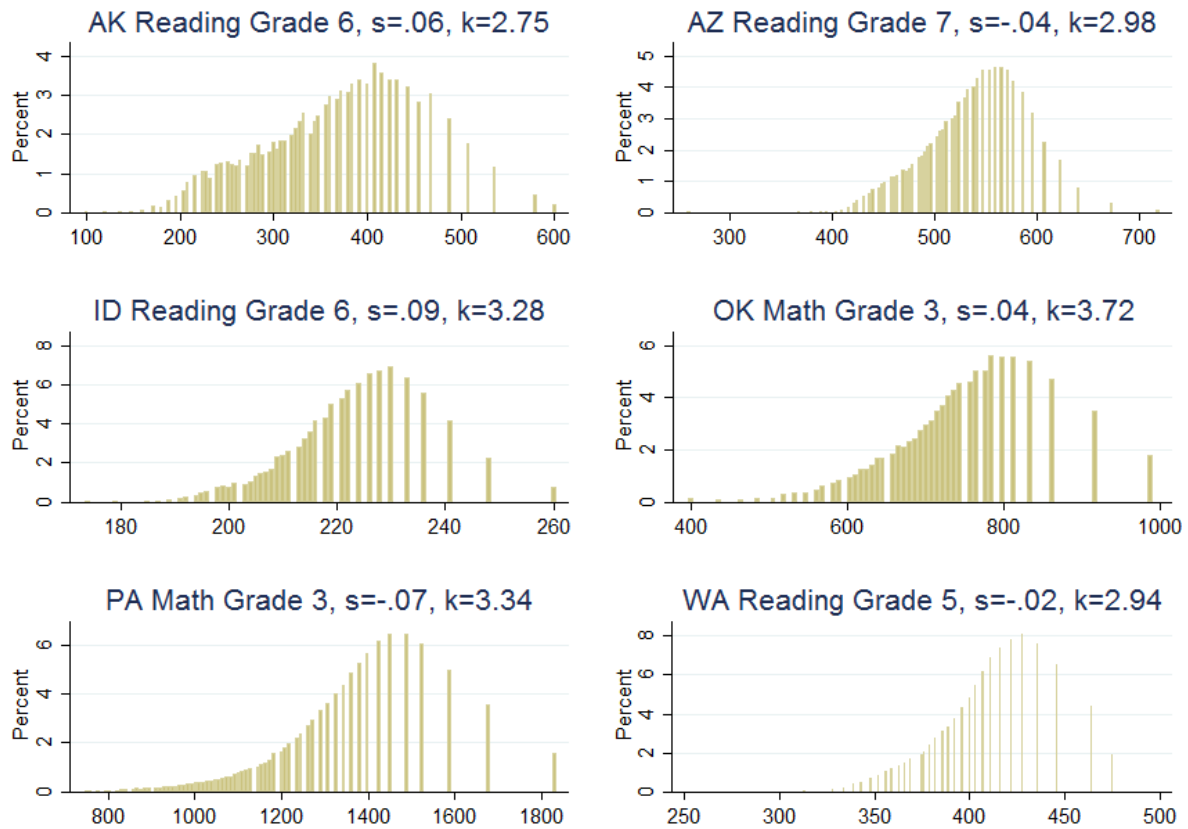 AK Reading Grade 6, s=.06, k=2.75
Percent
4
3
2
1
0
100 200 300 400 500 600
AZ Reading Grade 7, s=-.04, k=2.98
Percent
5
4
3
2
1
0
300 400 500 600 700
ID Reading Grade 6, s=.09, k=3.28
Percent
8
6
4
2
0
180 200 220 240 260
OK Math Grade 3, s=.04, k=3.72
Percent
6
4
2
0
400 600 800 1000
PA Math Grade 3, s=-.07, k=3.34
Percent
6
4
2
0
800 1000 1200 1400 1600 1800
WA Reading Grade 5, s=-.02, k=2.94
Percent
8
6
4
2
0
250 300 350 400 450 500